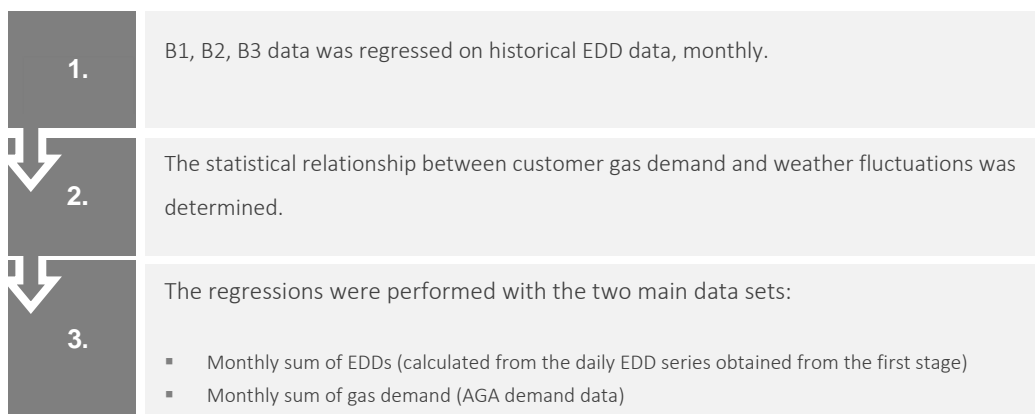 1.
B1, B2, B3 data was regressed on historical EDD data, monthly.
2.
The statistical relationship between customer gas demand and weather fluctuations was
determined.
3.
The regressions were performed with the two main data sets:
▪ Monthly sum of EDDs (calculated from the daily EDD series obtained from the first stage)
▪ Monthly sum of gas demand (AGA demand data)